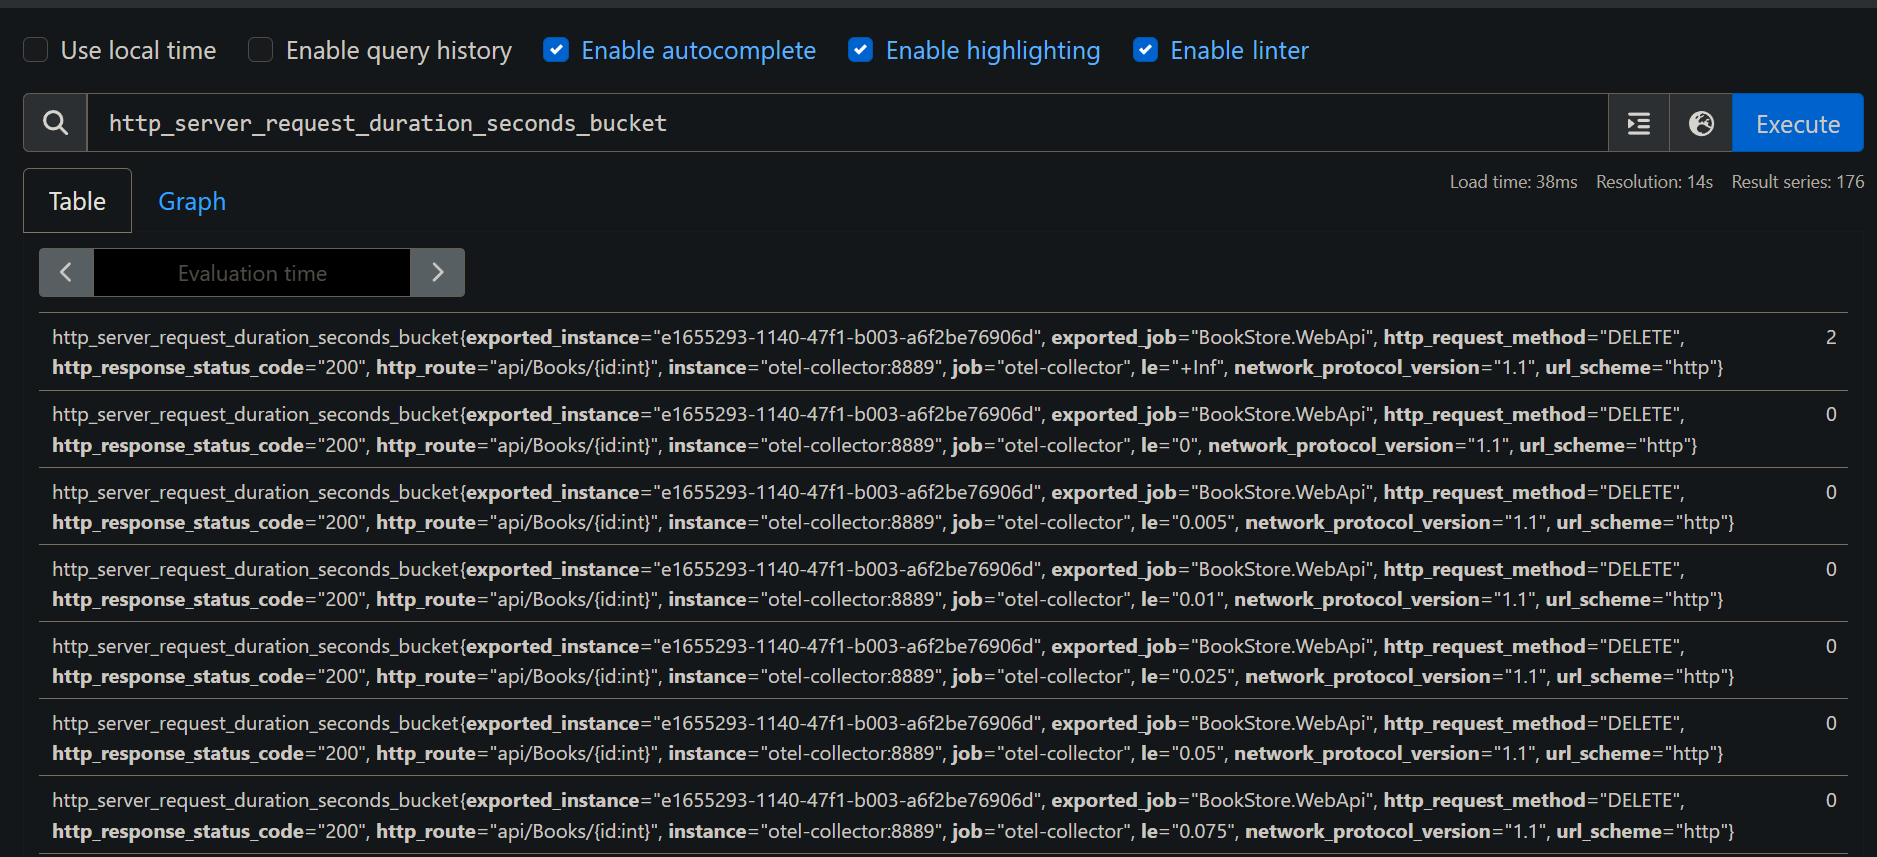 Use local time Enable query history Enable autocomplete Enable highlighting Enable linter
http_server_request_duration_seconds_bucket Execute
Table Graph Load time: 38ms Resolution: 14s Result series: 176
Evaluation time
http_server_request_duration_seconds_bucket{exported_instance="e1655293-1140-47f1-b003-a6f2be76906d", exported_job="BookStore.WebApi", http_request_method="DELETE", 2
http_response_status_code="200", http_route="api/Books/{id:int}", instance="otel-collector:8889", job="otel-collector", le="+Inf", network_protocol_version="1.1", url_scheme="http"}
http_server_request_duration_seconds_bucket{exported_instance="e1655293-1140-47f1-b003-a6f2be76906d", exported_job="BookStore.WebApi", http_request_method="DELETE", 0
http_response_status_code="200", http_route="api/Books/{id:int}", instance="otel-collector:8889", job="otel-collector", le="0", network_protocol_version="1.1", url_scheme="http"}
http_server_request_duration_seconds_bucket{exported_instance="e1655293-1140-47f1-b003-a6f2be76906d", exported_job="BookStore.WebApi", http_request_method="DELETE", 0
http_response_status_code="200", http_route="api/Books/{id:int}", instance="otel-collector:8889", job="otel-collector", le="0.005", network_protocol_version="1.1", url_scheme="http"}
http_server_request_duration_seconds_bucket{exported_instance="e1655293-1140-47f1-b003-a6f2be76906d", exported_job="BookStore.WebApi", http_request_method="DELETE", 0
http_response_status_code="200", http_route="api/Books/{id:int}", instance="otel-collector:8889", job="otel-collector", le="0.01", network_protocol_version="1.1", url_scheme="http"}
http_server_request_duration_seconds_bucket{exported_instance="e1655293-1140-47f1-b003-a6f2be76906d", exported_job="BookStore.WebApi", http_request_method="DELETE", 0
http_response_status_code="200", http_route="api/Books/{id:int}", instance="otel-collector:8889", job="otel-collector", le="0.025", network_protocol_version="1.1", url_scheme="http"}
http_server_request_duration_seconds_bucket{exported_instance="e1655293-1140-47f1-b003-a6f2be76906d", exported_job="BookStore.WebApi", http_request_method="DELETE", 0
http_response_status_code="200", http_route="api/Books/{id:int}", instance="otel-collector:8889", job="otel-collector", le="0.05", network_protocol_version="1.1", url_scheme="http"}
http_server_request_duration_seconds_bucket{exported_instance="e1655293-1140-47f1-b003-a6f2be76906d", exported_job="BookStore.WebApi", http_request_method="DELETE", 0
http_response_status_code="200", http_route="api/Books/{id:int}", instance="otel-collector:8889", job="otel-collector", le="0.075", network_protocol_version="1.1", url_scheme="http"}